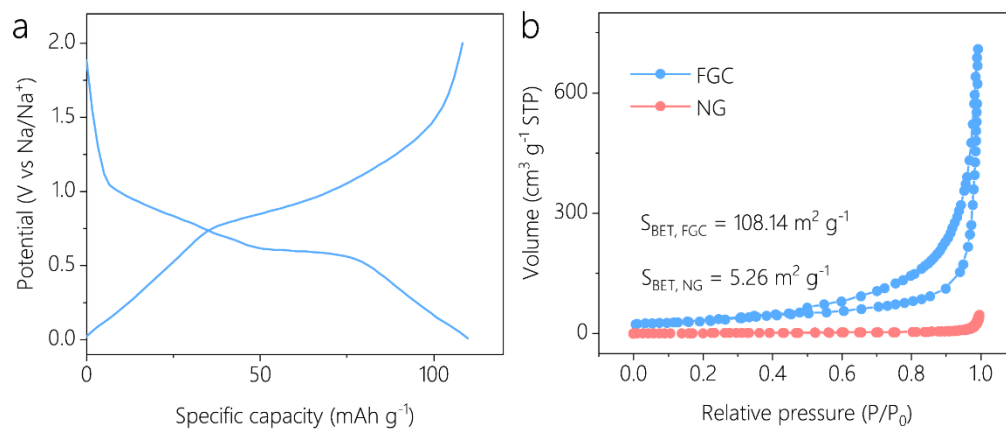 a
Potential (V vs Na/Na⁺)
2.0
1.5
1.0
0.5
0.0
0
50
100
Specific capacity (mAh g⁻¹)
b
Volume (cm³ g⁻¹ STP)
600
300
0
FGC
NG
S_BET, FGC = 108.14 m² g⁻¹
S_BET, NG = 5.26 m² g⁻¹
0.0
0.2
0.4
0.6
0.8
1.0
Relative pressure (P/P₀)